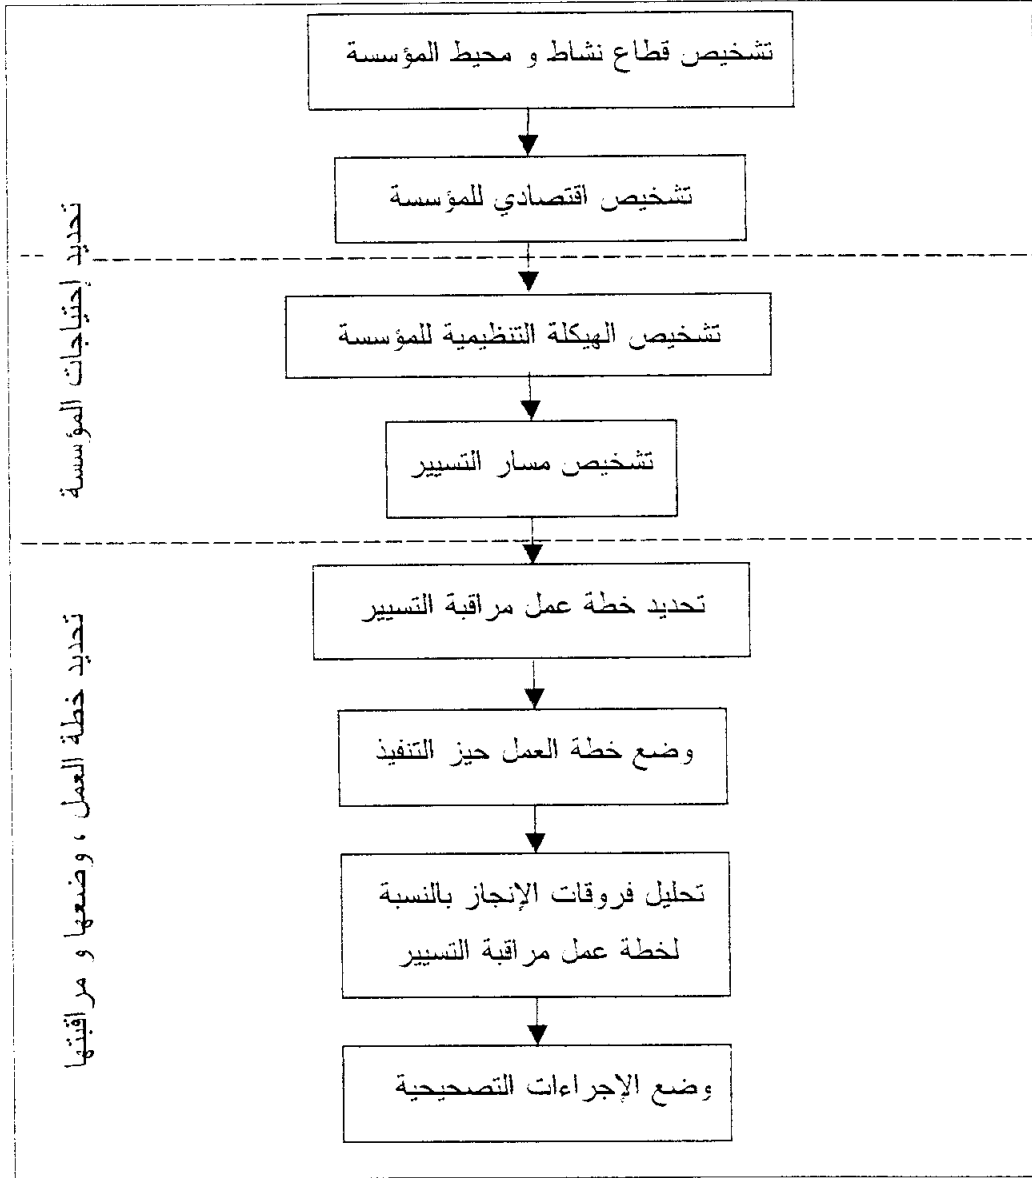 تشخيص قطاع نشاط و محيط المؤسسة
تشخيص اقتصادي للمؤسسة
تحديد إحتياجات المؤسسة
تشخيص الهيكلة التنظيمية للمؤسسة
تشخيص مسار التسيير
تحديد خطة العمل ، وضعها و مراقبتها
تحديد خطة عمل مراقبة التسيير
وضع خطة العمل حيز التنفيذ
تحليل فروقات الإنجاز بالنسبة
لخطة عمل مراقبة التسيير
وضع الإجراءات التصحيحية